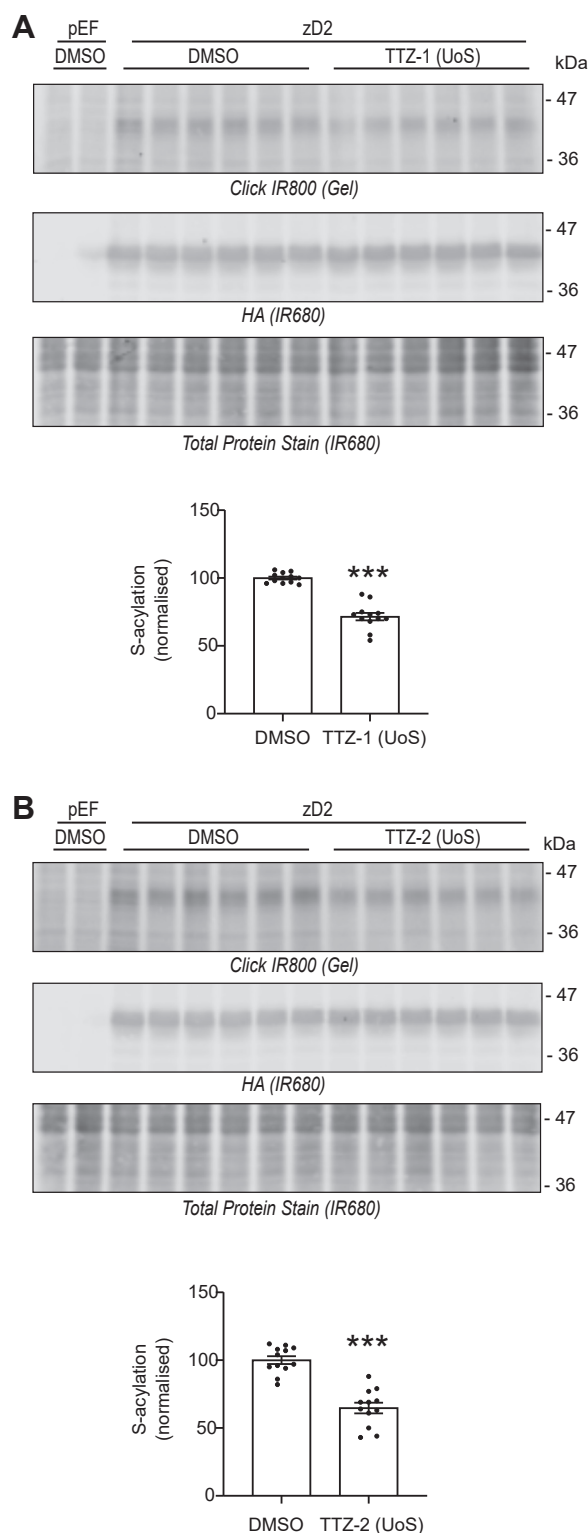 A
pEF zD2
DMSO DMSO TTZ-1 (UoS) kDa
- 47
- 36
Click IR800 (Gel)
- 47
- 36
HA (IR680)
- 47
- 36
Total Protein Stain (IR680)
150
100
50
0
S-acylation
(normalised)
***
DMSO TTZ-1 (UoS)
B
pEF zD2
DMSO DMSO TTZ-2 (UoS) kDa
- 47
- 36
Click IR800 (Gel)
- 47
- 36
HA (IR680)
- 47
- 36
Total Protein Stain (IR680)
150
100
50
0
S-acylation
(normalised)
***
DMSO TTZ-2 (UoS)